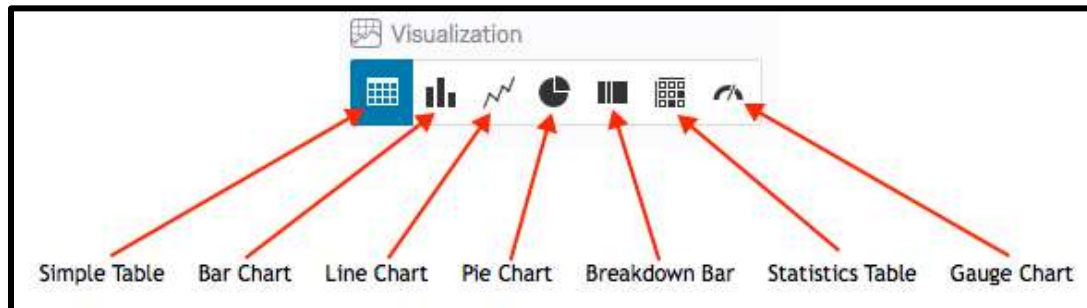 Visualization
Simple Table Bar Chart Line Chart Pie Chart Breakdown Bar Statistics Table Gauge Chart